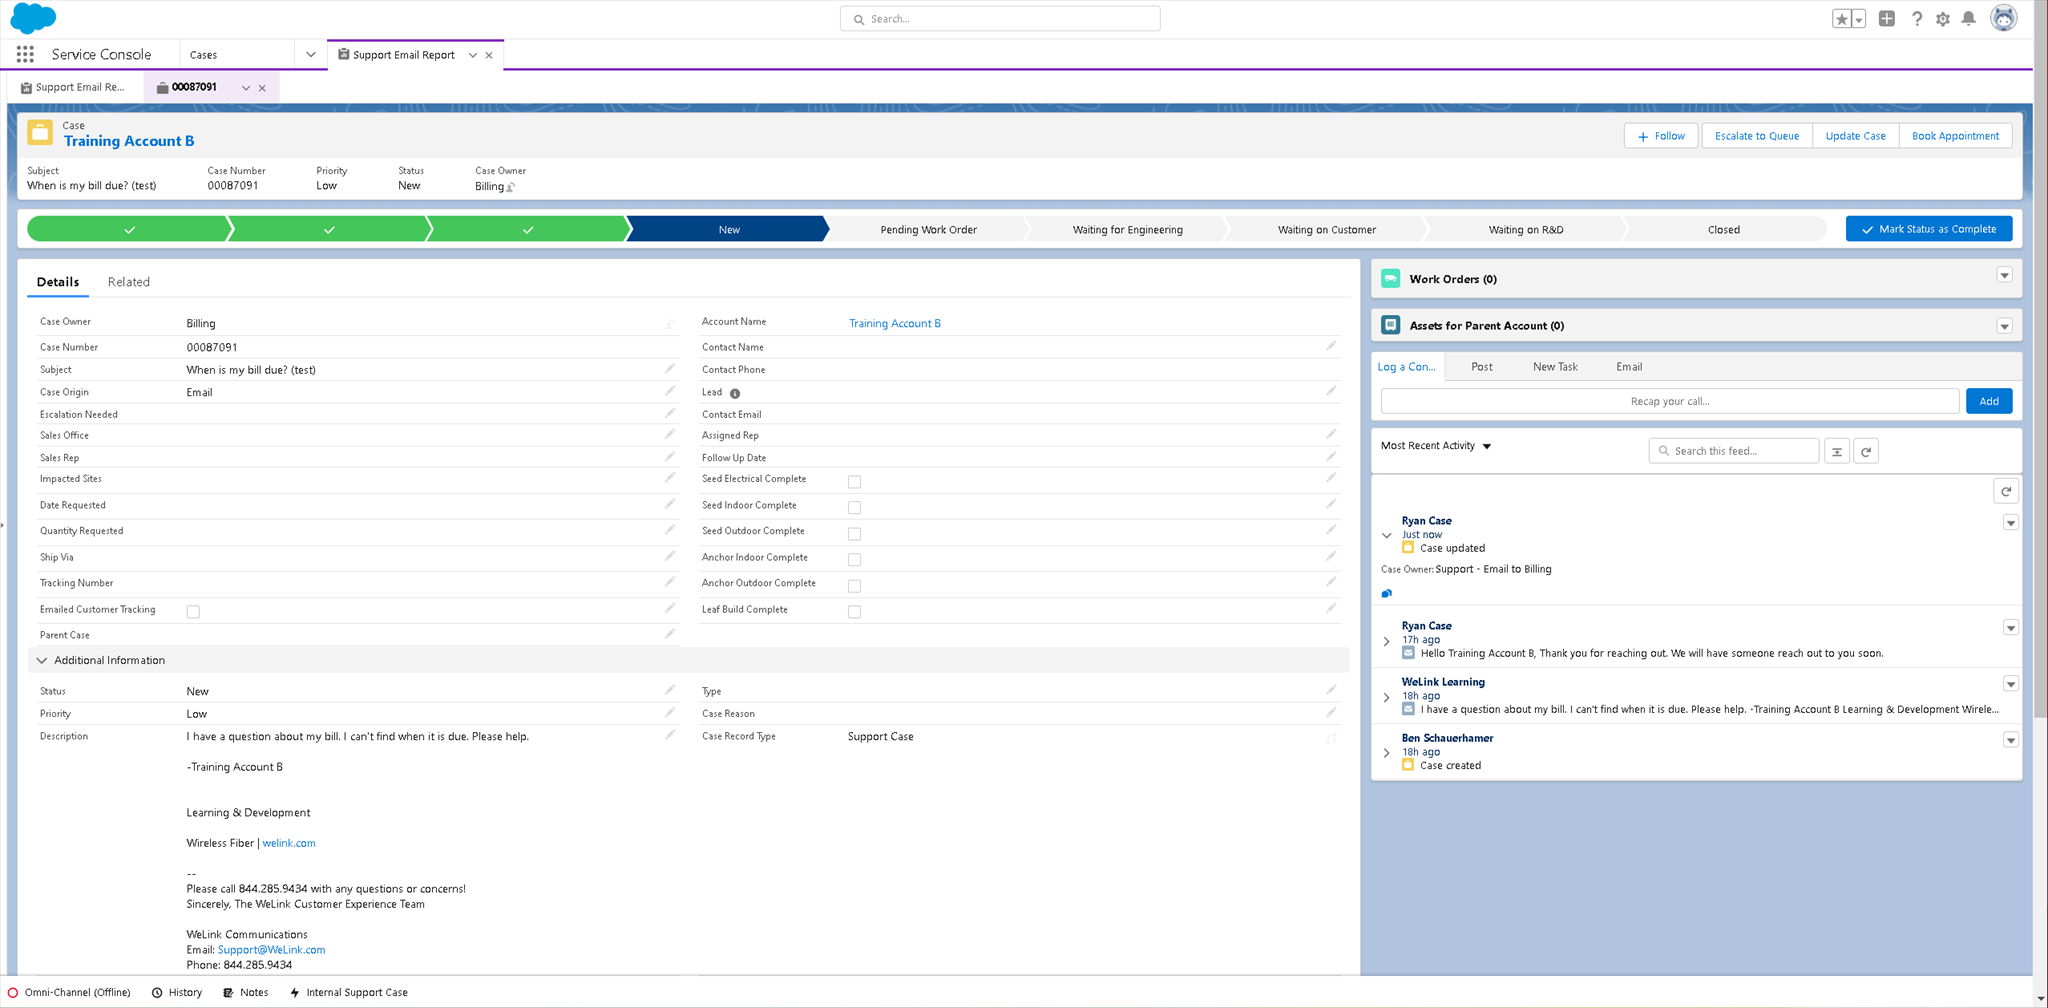 Search...
Service Console
Cases
Support Email Report
Support Email Re...
00087091
Case
Training Account B
Follow
Escalate to Queue
Update Case
Book Appointment
Subject
Case Number
Priority
Status
Case Owner
When is my bill due? (test)
00087091
Low
New
Billing
New
Pending Work Order
Waiting for Engineering
Waiting on Customer
Waiting on R&D
Closed
Mark Status as Complete
Details
Related
Case Owner
Billing
Account Name
Training Account B
Case Number
00087091
Contact Name
Subject
When is my bill due? (test)
Contact Phone
Case Origin
Email
Lead
Escalation Needed
Contact Email
Sales Office
Assigned Rep
Sales Rep
Follow Up Date
Impacted Sites
Seed Electrical Complete
Date Requested
Seed Indoor Complete
Quantity Requested
Seed Outdoor Complete
Ship Via
Anchor Indoor Complete
Tracking Number
Anchor Outdoor Complete
Emailed Customer Tracking
Leaf Build Complete
Parent Case
Additional Information
Status
New
Type
Priority
Low
Case Reason
Description
I have a question about my bill. I can't find when it is due. Please help.
Case Record Type
Support Case
-Training Account B
Learning & Development
Wireless Fiber | welink.com
--
Please call 844.285.9434 with any questions or concerns!
Sincerely, The WeLink Customer Experience Team
WeLink Communications
Email: Support@WeLink.com
Phone: 844.285.9434
Work Orders (0)
Assets for Parent Account (0)
Log a Con...
Post
New Task
Email
Recap your call...
Add
Most Recent Activity
Search this feed...
Ryan Case
Just now
Case updated
Case Owner: Support - Email to Billing
Ryan Case
17h ago
Hello Training Account B, Thank you for reaching out. We will have someone reach out to you soon.
WeLink Learning
18h ago
I have a question about my bill. I can't find when it is due. Please help. -Training Account B Learning & Development Wirele...
Ben Schauerhamer
18h ago
Case created
Omni-Channel (Offline)
History
Notes
Internal Support Case